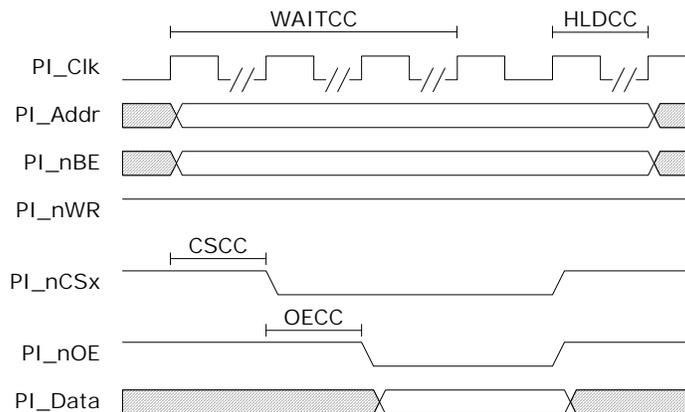 WAITCC HLDCC
PI_Clk
PI_Addr
PI_nBE
PI_nWR
CSCC
PI_nCSx
OECC
PI_nOE
PI_Data